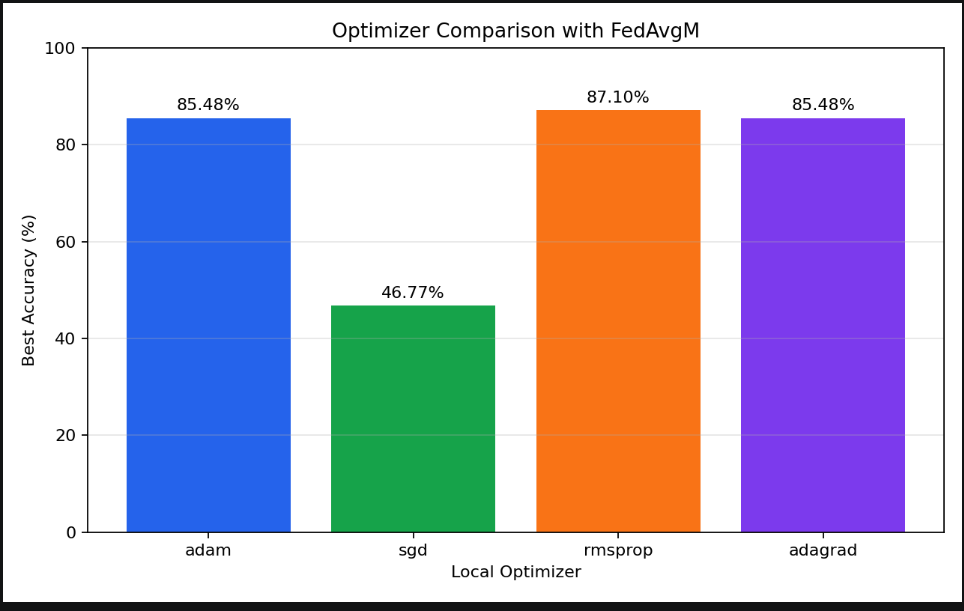 Optimizer Comparison with FedAvgM
100
80
60
40
20
0
Best Accuracy (%)
85.48%
46.77%
87.10%
85.48%
adam
sgd
rmsprop
adagrad
Local Optimizer